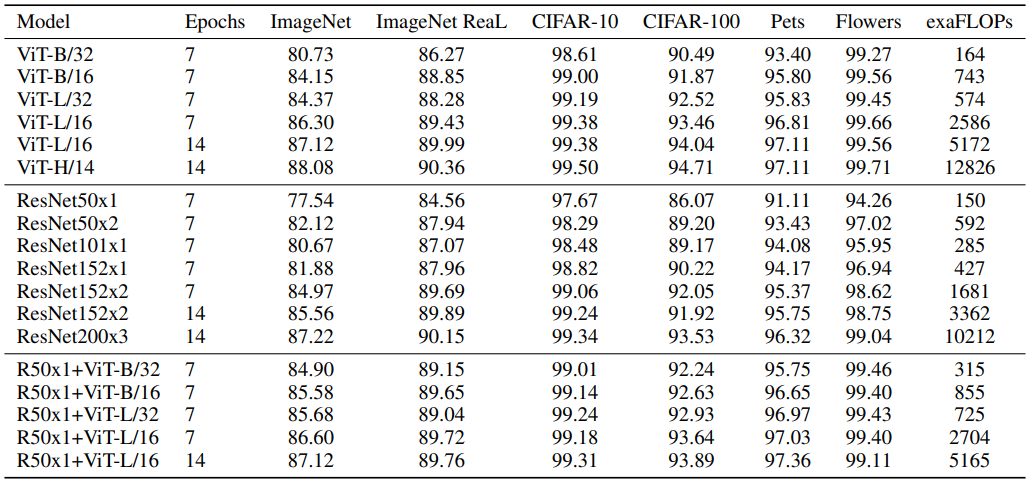 Model Epochs ImageNet ImageNet ReaL CIFAR-10 CIFAR-100 Pets Flowers exaFLOPs
ViT-B/32 7 80.73 86.27 98.61 90.49 93.40 99.27 164
ViT-B/16 7 84.15 88.85 99.00 91.87 95.80 99.56 743
ViT-L/32 7 84.37 88.28 99.19 92.52 95.83 99.45 574
ViT-L/16 7 86.30 89.43 99.38 93.46 96.81 99.66 2586
ViT-L/16 14 87.12 89.99 99.38 94.04 97.11 99.56 5172
ViT-H/14 14 88.08 90.36 99.50 94.71 97.11 99.71 12826
ResNet50x1 7 77.54 84.56 97.67 86.07 91.11 94.26 150
ResNet50x2 7 82.12 87.94 98.29 89.20 93.43 97.02 592
ResNet101x1 7 80.67 87.07 98.48 89.17 94.08 95.95 285
ResNet152x1 7 81.88 87.96 98.82 90.22 94.17 96.94 427
ResNet152x2 7 84.97 89.69 99.06 92.05 95.37 98.62 1681
ResNet152x2 14 85.56 89.89 99.24 91.92 95.75 98.75 3362
ResNet200x3 14 87.22 90.15 99.34 93.53 96.32 99.04 10212
R50x1+ViT-B/32 7 84.90 89.15 99.01 92.24 95.75 99.46 315
R50x1+ViT-B/16 7 85.58 89.65 99.14 92.63 96.65 99.40 855
R50x1+ViT-L/32 7 85.68 89.04 99.24 92.93 96.97 99.43 725
R50x1+ViT-L/16 7 86.60 89.72 99.18 93.64 97.03 99.40 2704
R50x1+ViT-L/16 14 87.12 89.76 99.31 93.89 97.36 99.11 5165